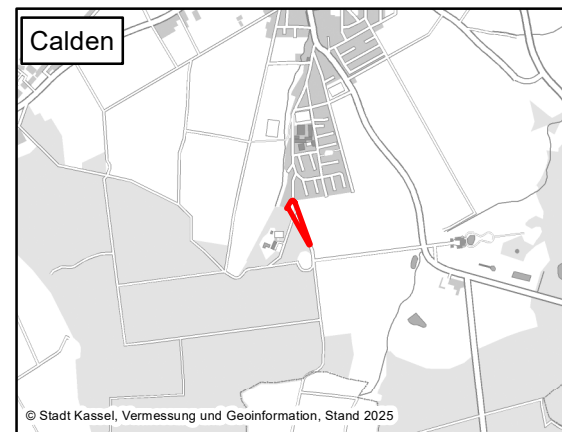 Calden
© Stadt Kassel, Vermessung und Geoinformation, Stand 2025